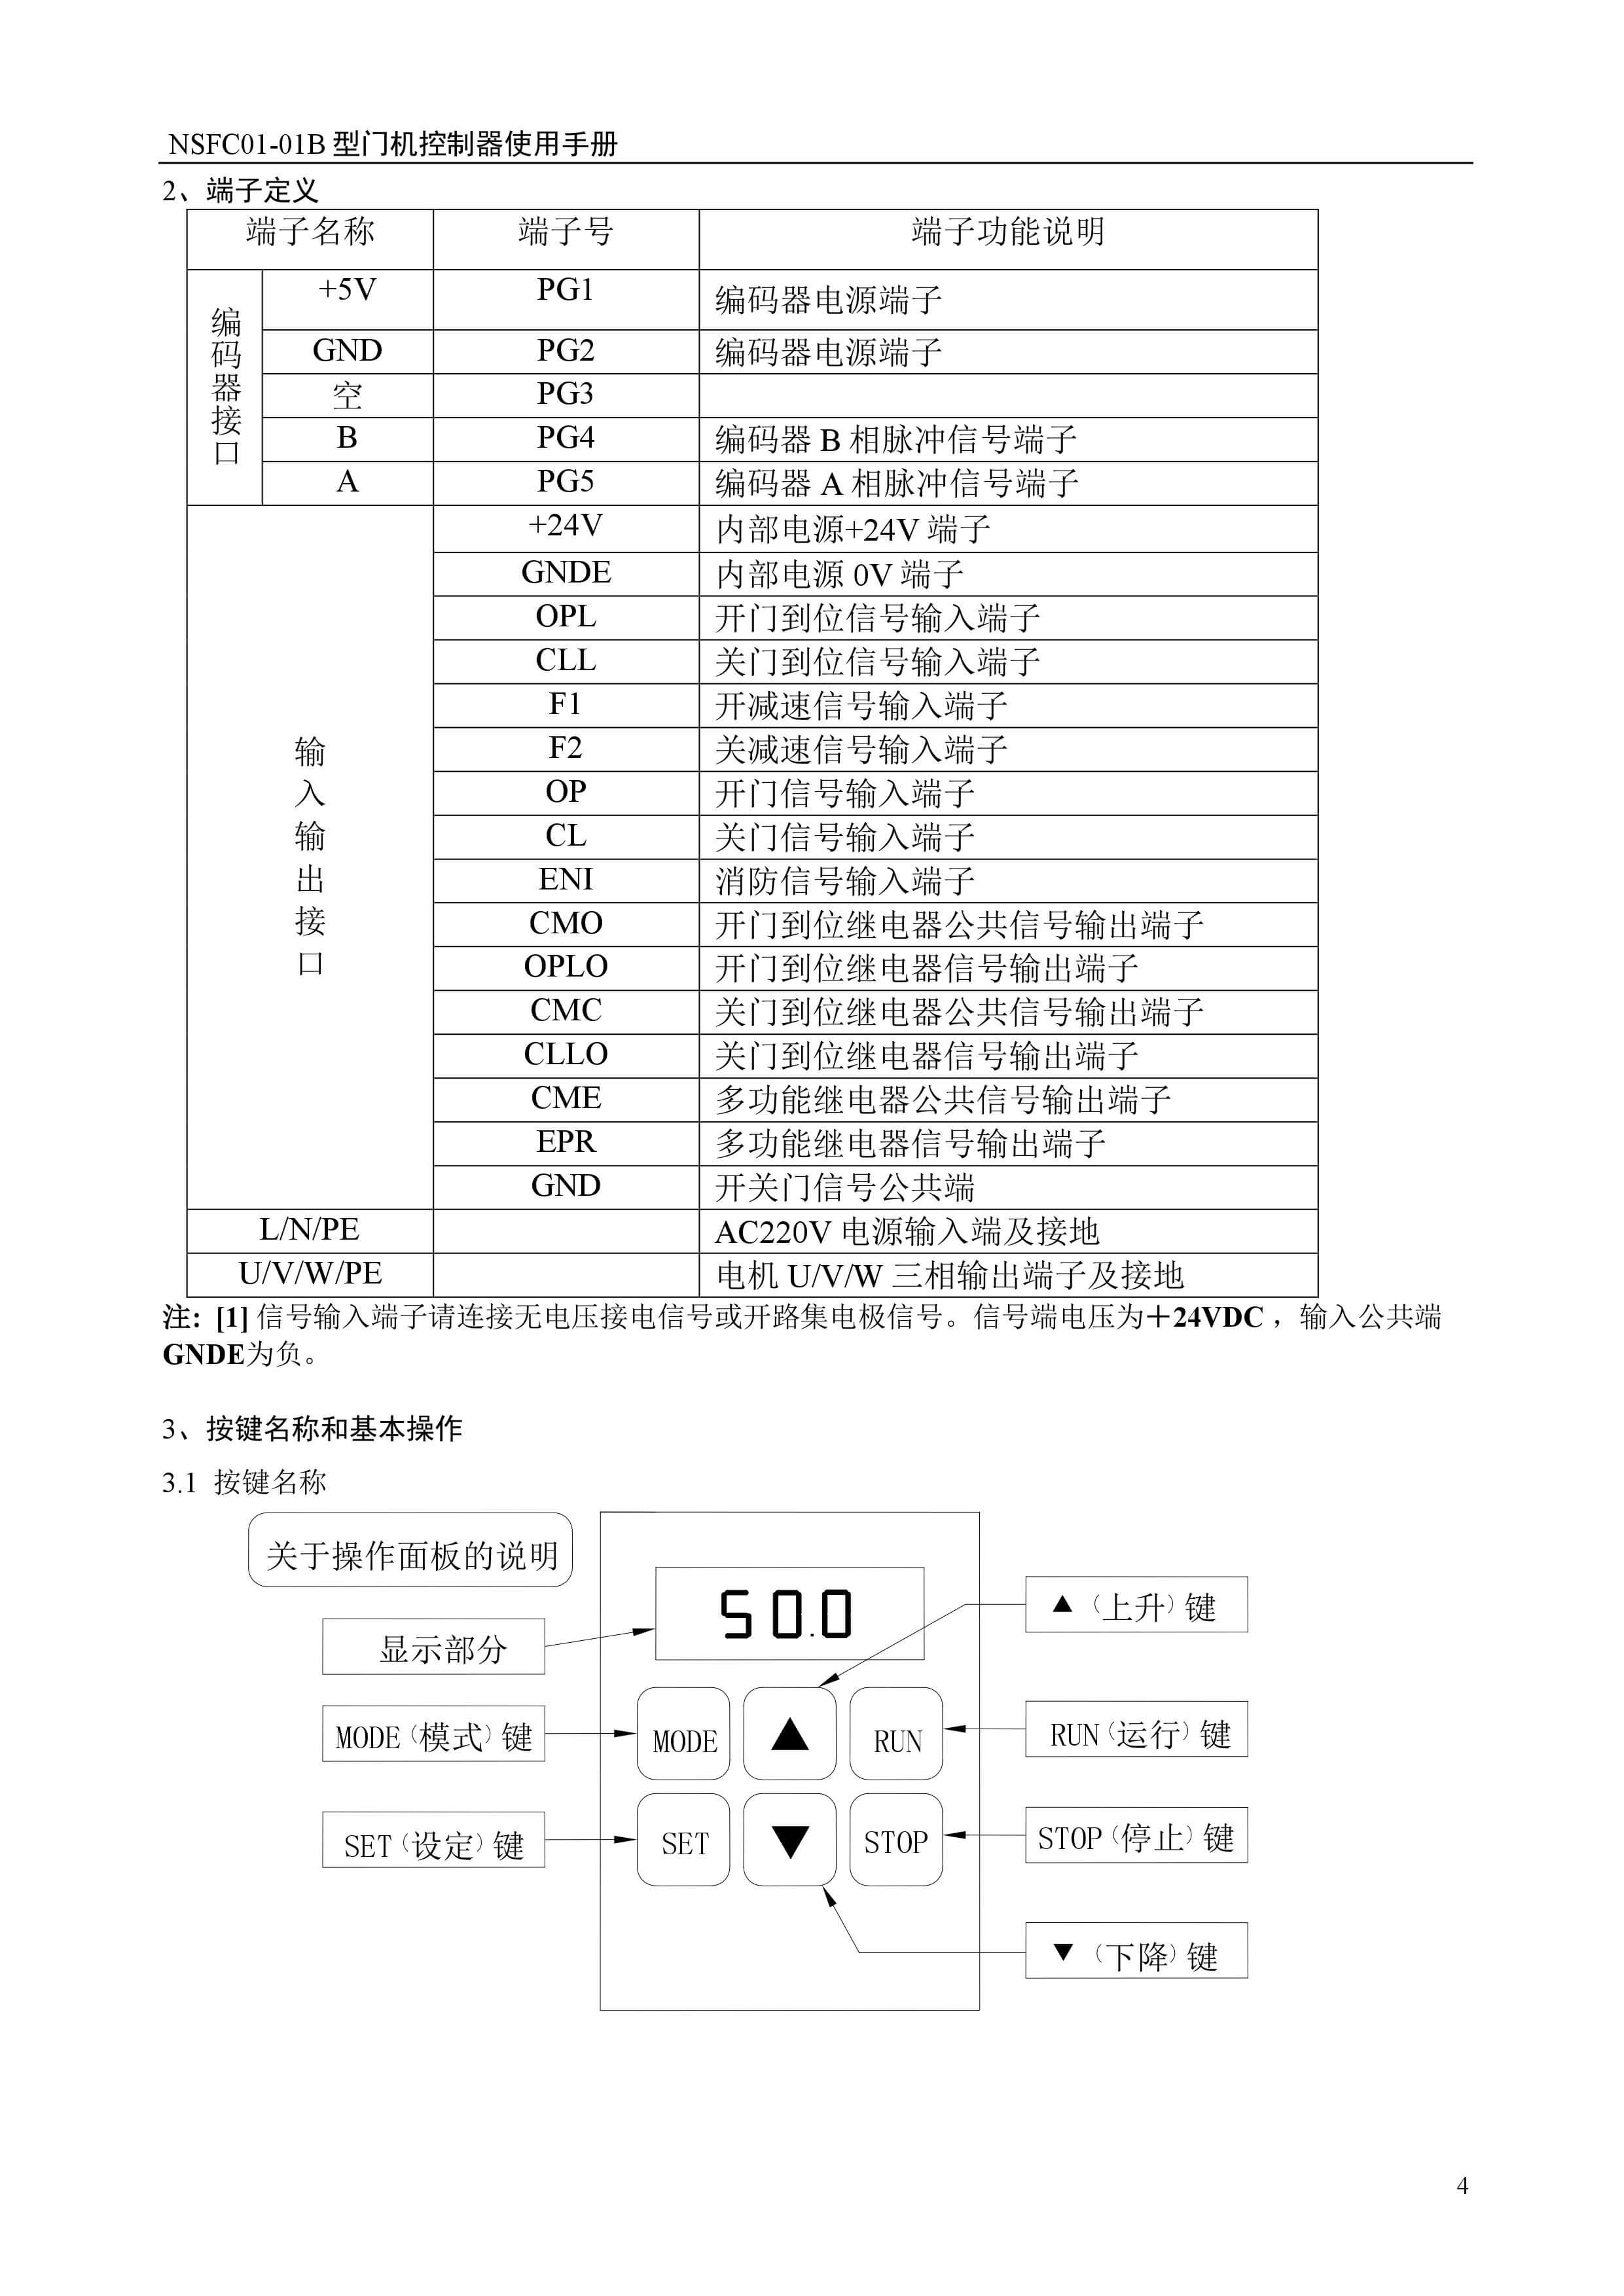 NSFC01-01B 型门机控制器使用手册
2、端子定义
端子名称 端子号 端子功能说明
编码器接口
+5V PG1 编码器电源端子
GND PG2 编码器电源端子
空 PG3
B PG4 编码器 B 相脉冲信号端子
A PG5 编码器 A 相脉冲信号端子
输入输出接口
+24V 内部电源+24V 端子
GNDE 内部电源 0V 端子
OPL 开门到位信号输入端子
CLL 关门到位信号输入端子
F1 开减速信号输入端子
F2 关减速信号输入端子
OP 开门信号输入端子
CL 关门信号输入端子
ENI 消防信号输入端子
CMO 开门到位继电器公共信号输出端子
OPLO 开门到位继电器信号输出端子
CMC 关门到位继电器公共信号输出端子
CLLO 关门到位继电器信号输出端子
CME 多功能继电器公共信号输出端子
EPR 多功能继电器信号输出端子
GND 开关门信号公共端
L/N/PE AC220V 电源输入端及接地
U/V/W/PE 电机 U/V/W 三相输出端子及接地
注：[1] 信号输入端子请连接无电压接电信号或开路集电极信号。信号端电压为＋24VDC ，输入公共端
GNDE为负。
3、按键名称和基本操作
3.1 按键名称
关于操作面板的说明
50.0
▲（上升）键
显示部分
MODE（模式）键
MODE ▲ RUN
RUN（运行）键
SET（设定）键
SET ▼ STOP
STOP（停止）键
▼（下降）键
4